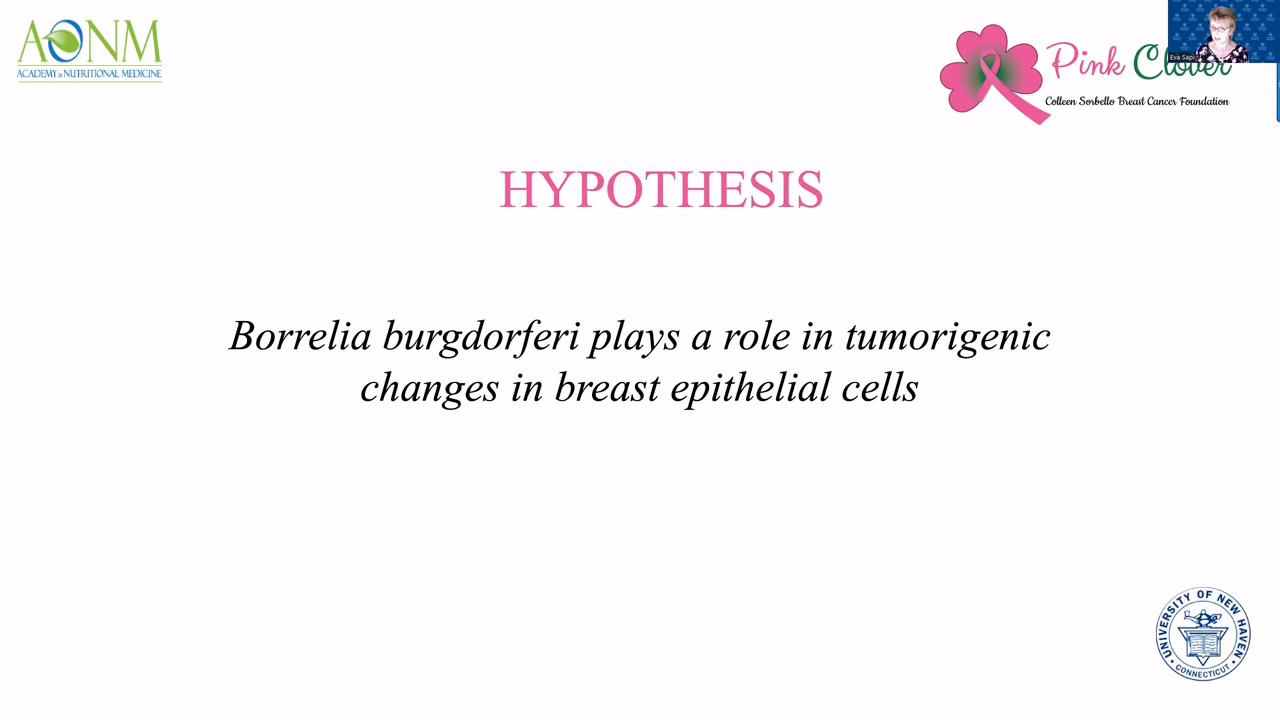 AONM
ACADEMY of NUTRITIONAL MEDICINE
Pink Clover
Colleen Sorbello Breast Cancer Foundation
HYPOTHESIS
Borrelia burgdorferi plays a role in tumorigenic
changes in breast epithelial cells
UNIVERSITY OF NEW HAVEN
CONNECTICUT